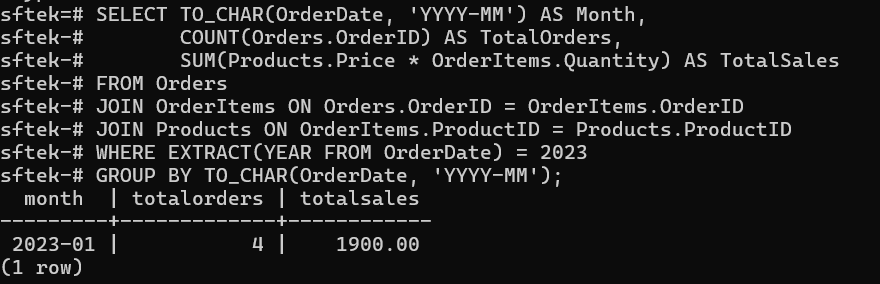 sftek=# SELECT TO_CHAR(OrderDate, 'YYYY-MM') AS Month,
sftek-#        COUNT(Orders.OrderID) AS TotalOrders,
sftek-#        SUM(Products.Price * OrderItems.Quantity) AS TotalSales
sftek-# FROM Orders
sftek-# JOIN OrderItems ON Orders.OrderID = OrderItems.OrderID
sftek-# JOIN Products ON OrderItems.ProductID = Products.ProductID
sftek-# WHERE EXTRACT(YEAR FROM OrderDate) = 2023
sftek-# GROUP BY TO_CHAR(OrderDate, 'YYYY-MM');
  month  | totalorders | totalsales
---------+-------------+------------
 2023-01 |           4 |    1900.00
(1 row)